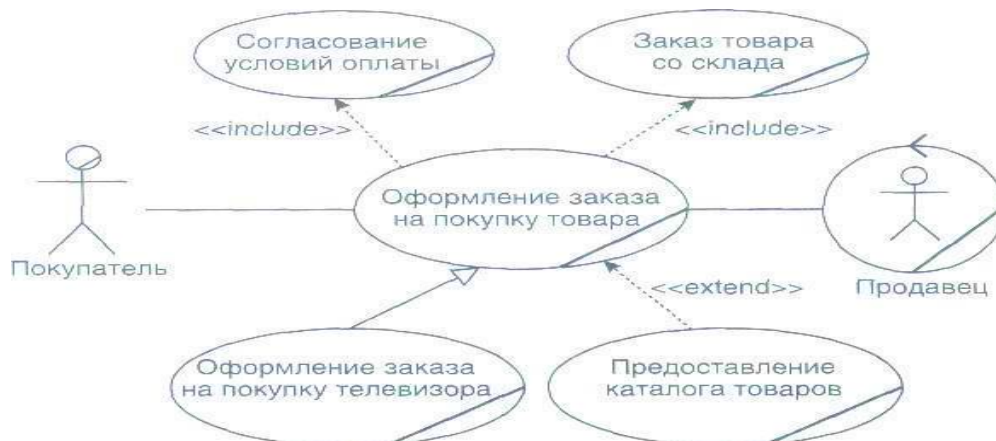 Согласование
условий оплаты
Заказ товара
со склада
<<include>>
<<include>>
Оформление заказа
на покупку товара
Покупатель
Продавец
<<extend>>
Оформление заказа
на покупку телевизора
Предоставление
каталога товаров